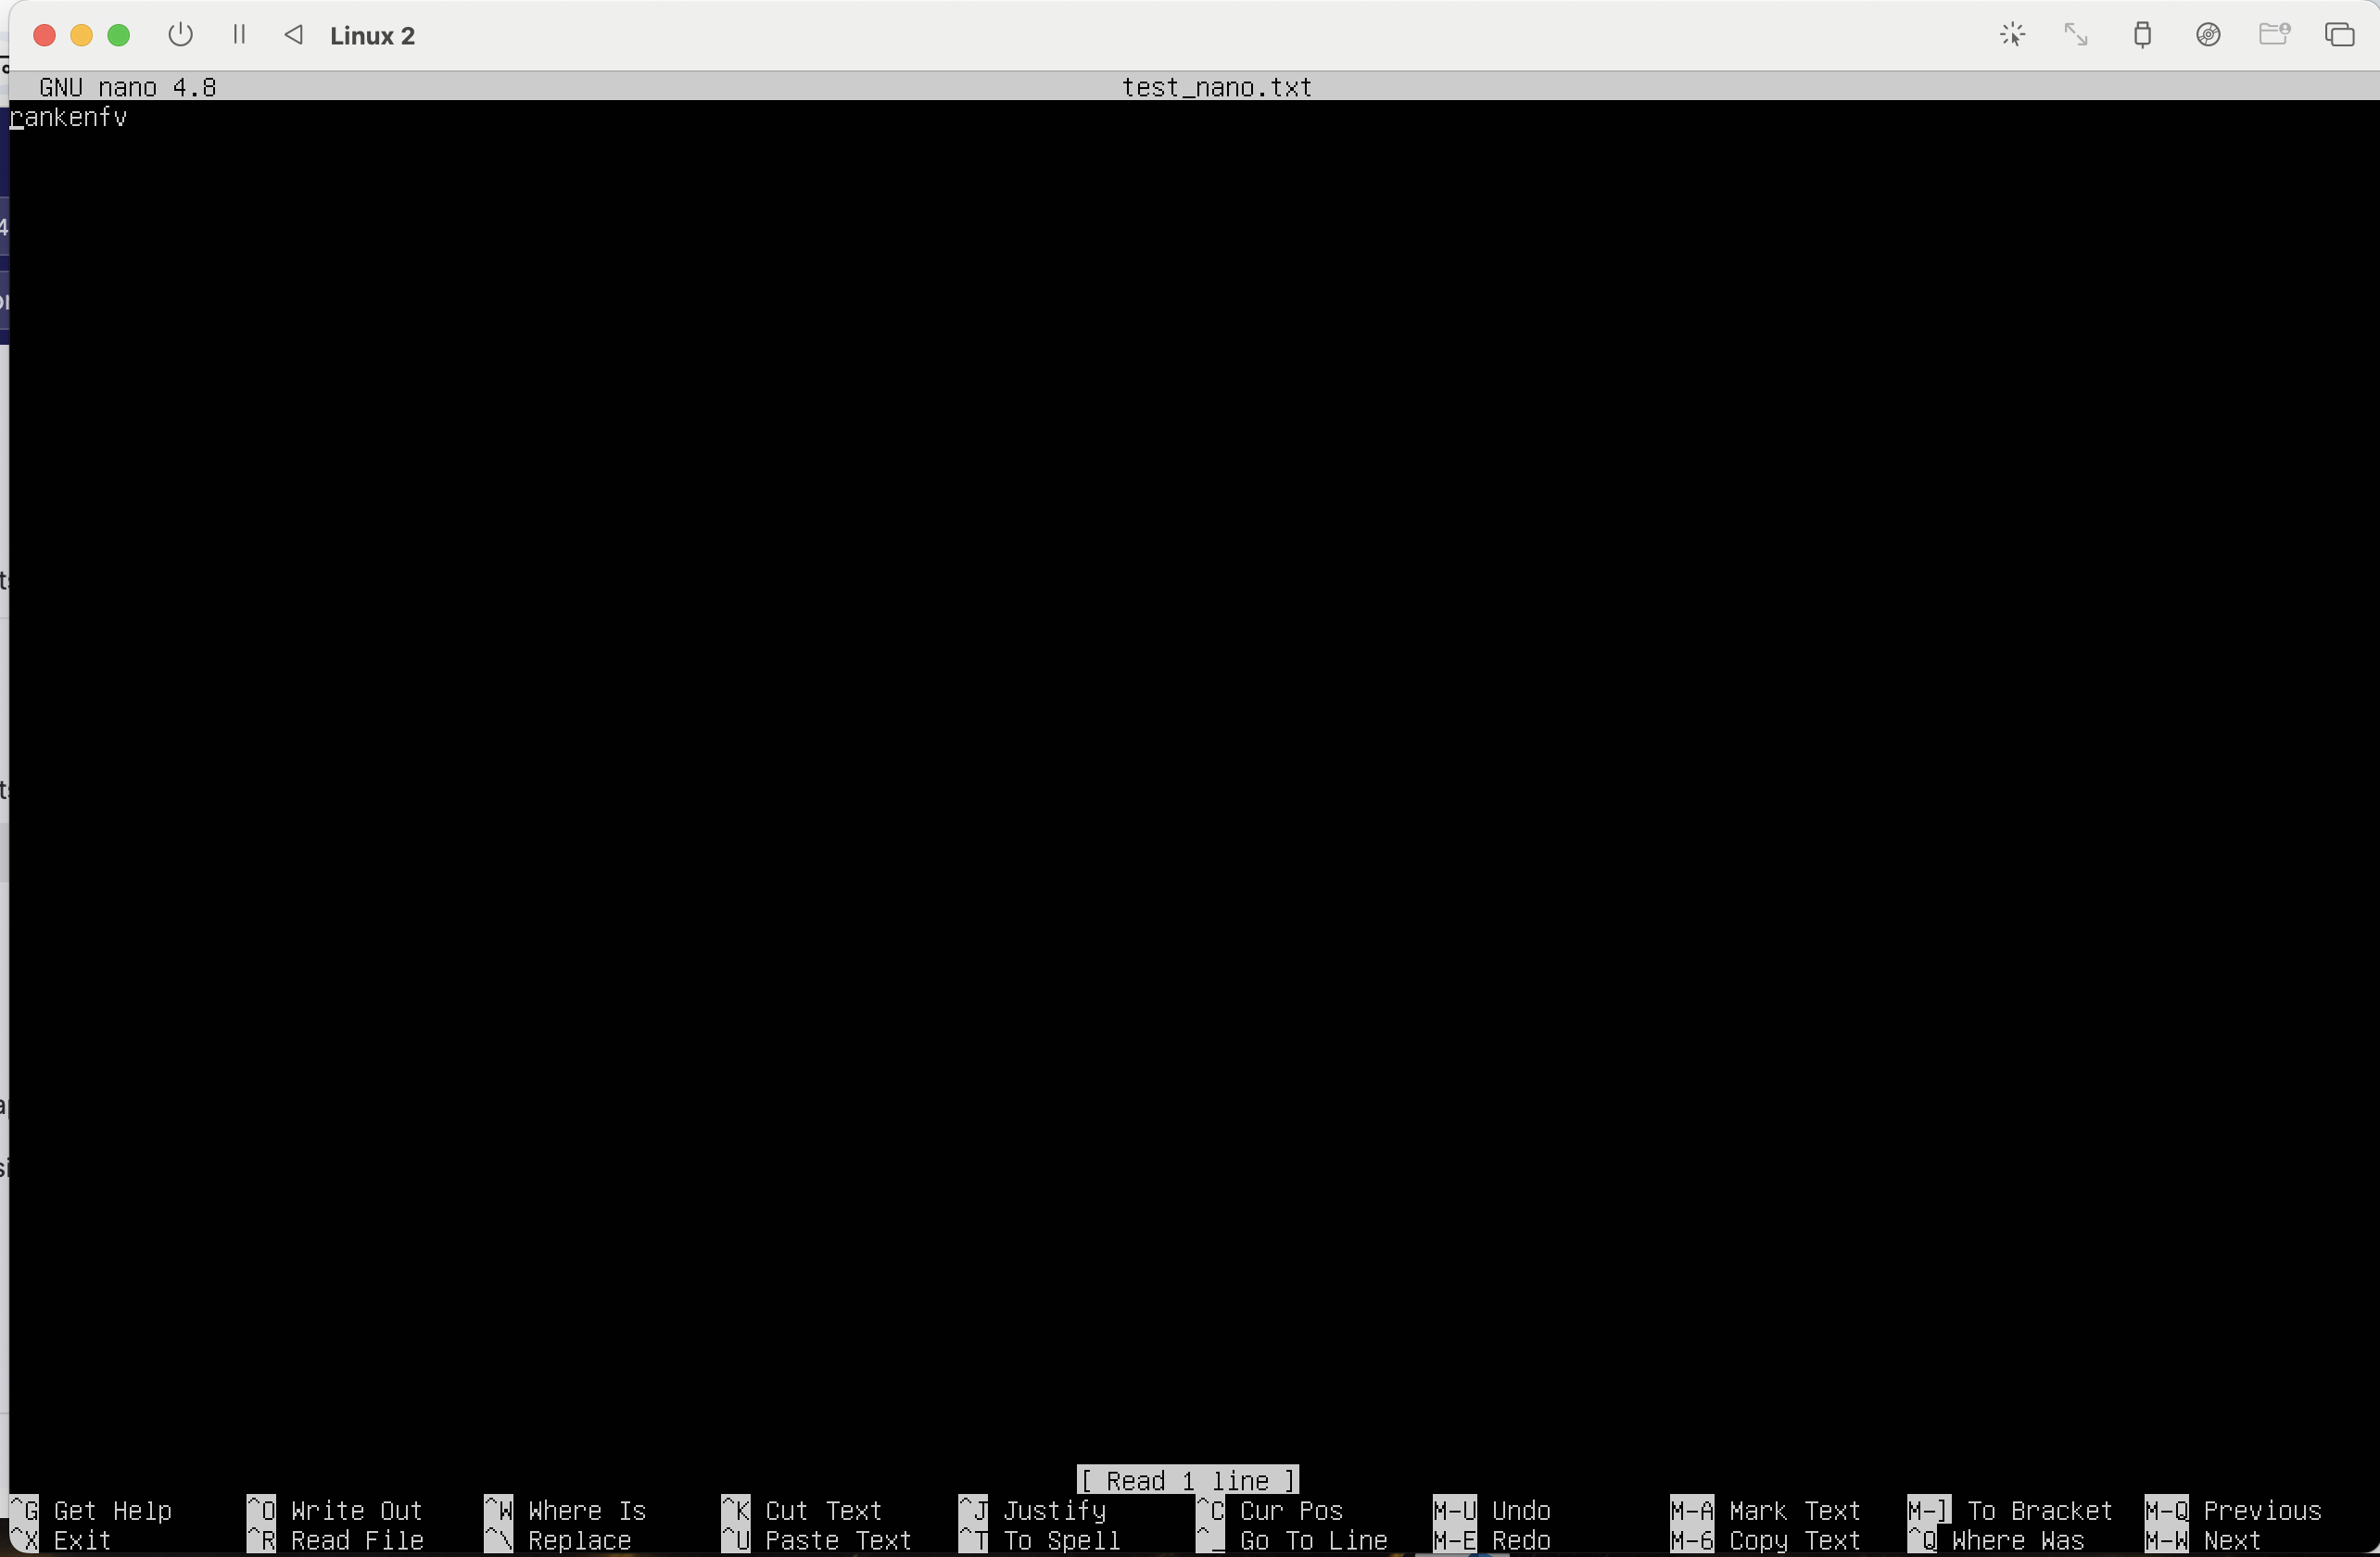 Linux 2
GNU nano 4.8 test_nano.txt
rankenfv
[ Read 1 line ]
^G Get Help ^O Write Out ^W Where Is ^K Cut Text ^J Justify ^C Cur Pos M-U Undo M-A Mark Text M-] To Bracket M-Q Previous
^X Exit ^R Read File ^\ Replace ^U Paste Text ^T To Spell ^_ Go To Line M-E Redo M-6 Copy Text ^Q Where Was M-W Next